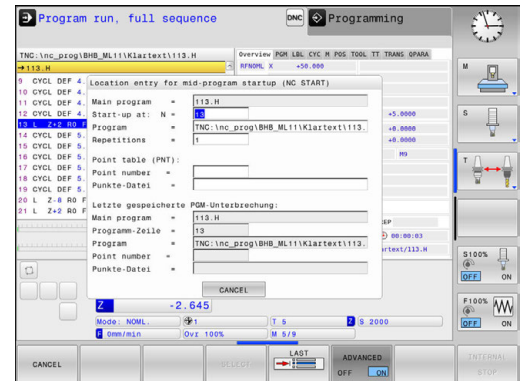 Program run, full sequence
DNC
Programming
TNC:\nc_prog\BHB_ML11\Klartext\113.H
→113.H
Overview PGM LBL CYC M POS TOOL TT TRANS QPARA
RFNOML X +50.000
9 CYCL DEF 4.
10 CYCL DEF 4.
11 CYCL DEF 4.
12 CYCL DEF 4.
13 L Z+2 R0 F
14 CYCL DEF 5.
15 CYCL DEF 5.
16 CYCL DEF 5.
17 CYCL DEF 5.
18 CYCL DEF 5.
19 CYCL DEF 5.
20 L Z-8 R0 F
21 L Z+2 R0 F
Location entry for mid-program startup (NC START)
Main program = 113.H
Start-up at: N = 13
Program = TNC:\nc_prog\BHB_ML11\Klartext\113.
Repetitions = 1
Point table (PNT):
Point number =
Punkte-Datei =
Letzte gespeicherte PGM-Unterbrechung:
Main program = 113.H
Programm-Zeile = 13
Program = TNC:\nc_prog\BHB_ML11\Klartext\113.
Point number =
Punkte-Datei =
CANCEL
+5.0000
+0.0000
+0.0000
M9
00:00:03
Z -2.645
Mode: NOML. 1 T 5 Z S 2000
F 0mm/min Ovr 100% M 5/9
M
S
T
S100%
OFF ON
F100%
OFF ON
CANCEL
SELECT
LAST
ADVANCED
OFF ON
INTERNAL
STOP